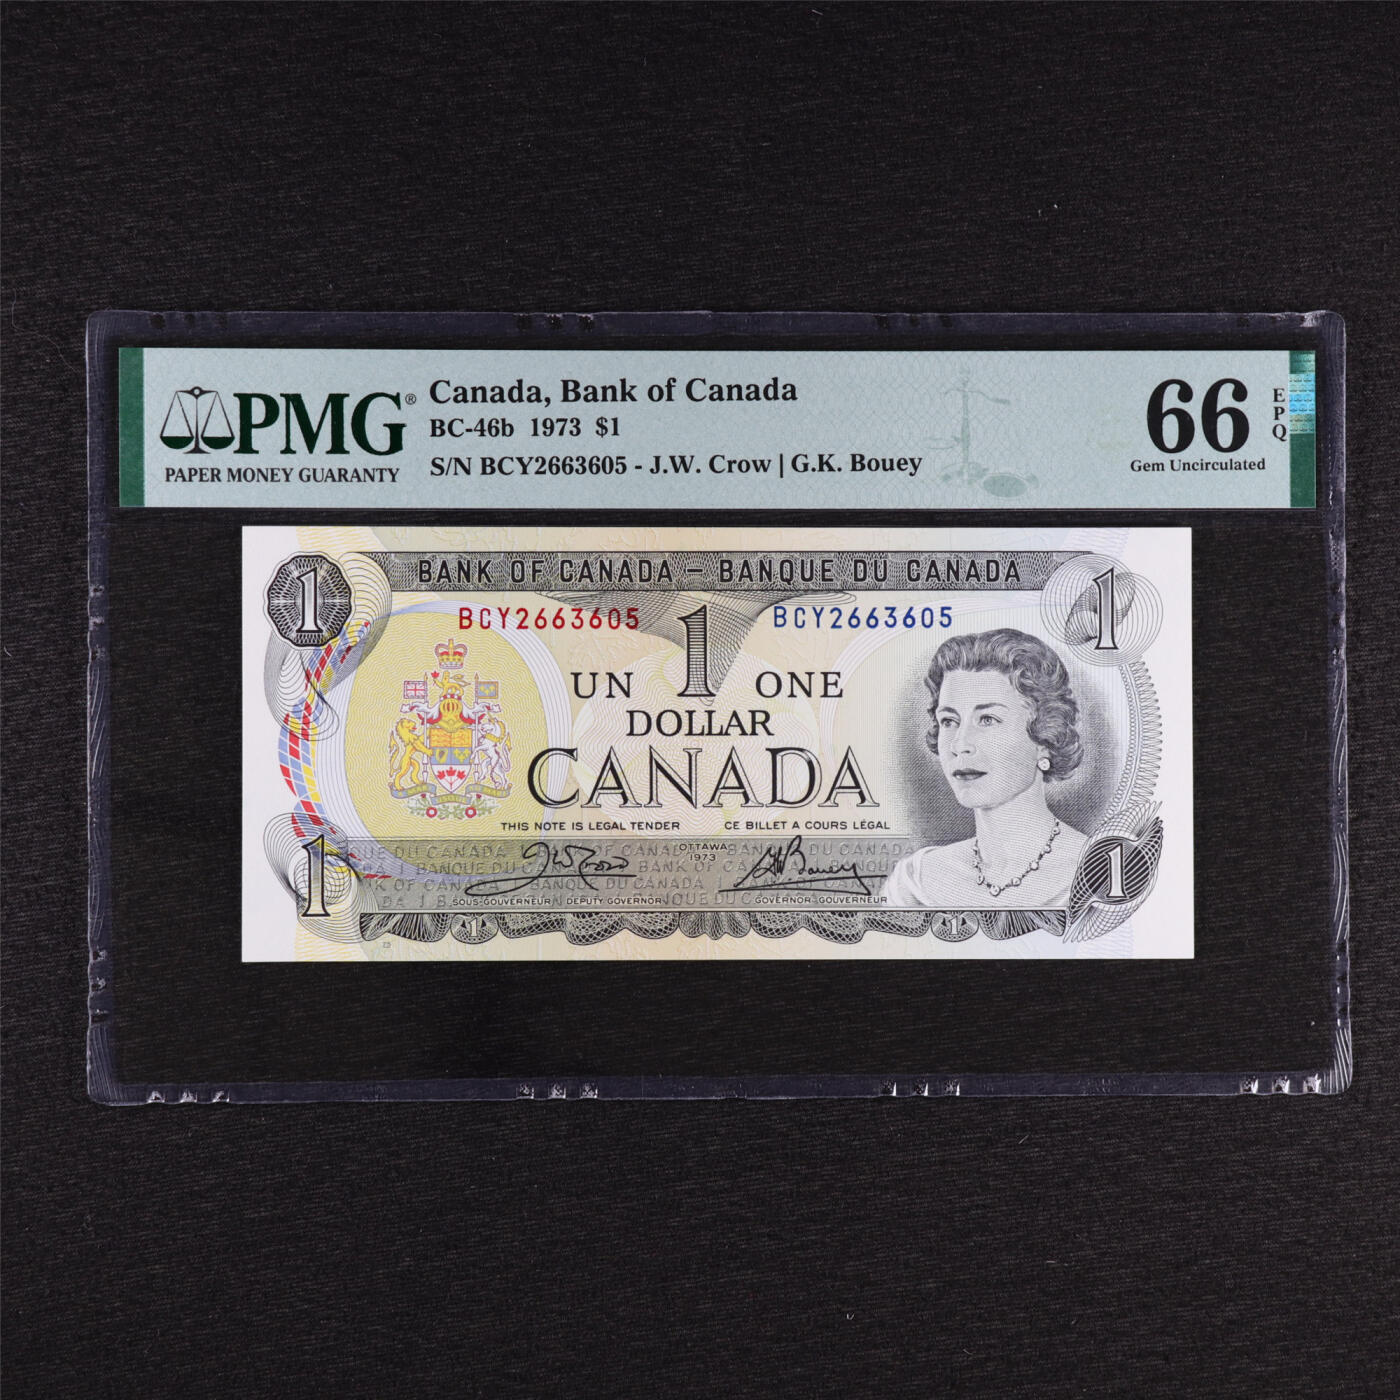 PMG®
PAPER MONEY GUARANTY
Canada, Bank of Canada
BC-46b 1973 $1
S/N BCY2663605 - J.W. Crow | G.K. Bouey
66
EPQ
Gem Uncirculated
BANK OF CANADA – BANQUE DU CANADA
1
1
BCY2663605
BCY2663605
UN 1 ONE
DOLLAR
CANADA
THIS NOTE IS LEGAL TENDER
CE BILLET A COURS LÉGAL
OTTAWA
1973
SOUS-GOUVERNEUR DEPUTY GOVERNOR
GOVERNOR GOUVERNEUR
1
1
1
1